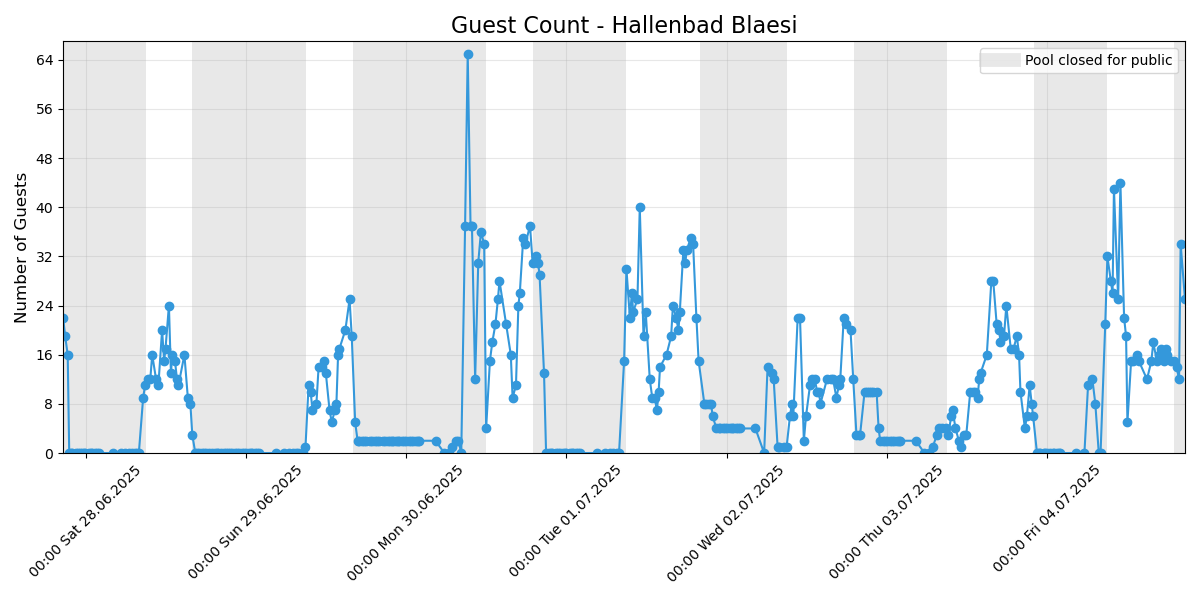 Guest Count - Hallenbad Blaesi
Pool closed for public
Number of Guests
64
56
48
40
32
24
16
8
0
00:00 Sat 28.06.2025
00:00 Sun 29.06.2025
00:00 Mon 30.06.2025
00:00 Tue 01.07.2025
00:00 Wed 02.07.2025
00:00 Thu 03.07.2025
00:00 Fri 04.07.2025